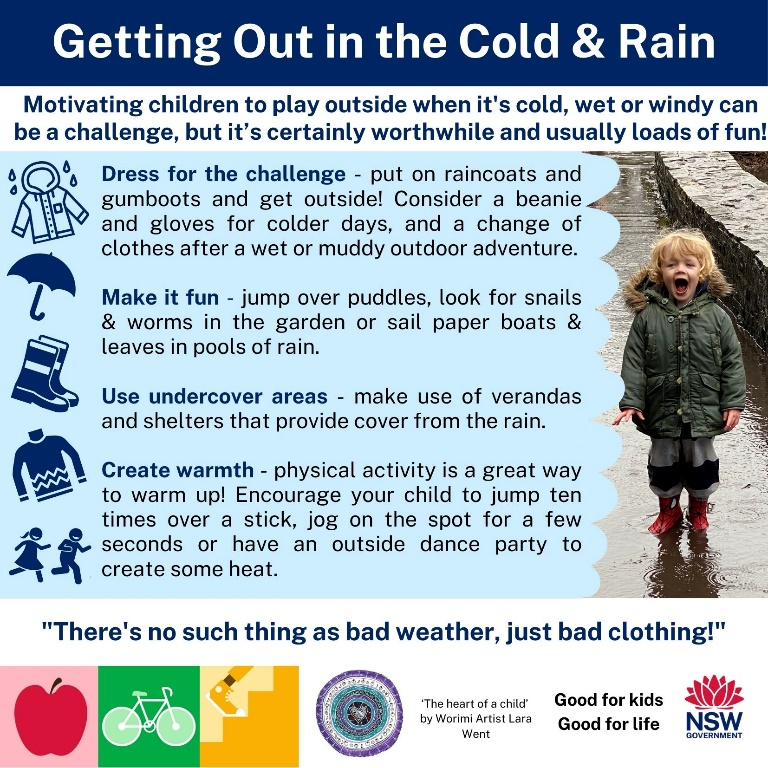 Getting Out in the Cold & Rain
Motivating children to play outside when it's cold, wet or windy can
be a challenge, but it’s certainly worthwhile and usually loads of fun!
Dress for the challenge - put on raincoats and
gumboots and get outside! Consider a beanie
and gloves for colder days, and a change of
clothes after a wet or muddy outdoor adventure.
Make it fun - jump over puddles, look for snails
& worms in the garden or sail paper boats &
leaves in pools of rain.
Use undercover areas - make use of verandas
and shelters that provide cover from the rain.
Create warmth - physical activity is a great way
to warm up! Encourage your child to jump ten
times over a stick, jog on the spot for a few
seconds or have an outside dance party to
create some heat.
"There's no such thing as bad weather, just bad clothing!"
‘The heart of a child’
by Worimi Artist Lara
Went
Good for kids
Good for life
NSW
GOVERNMENT